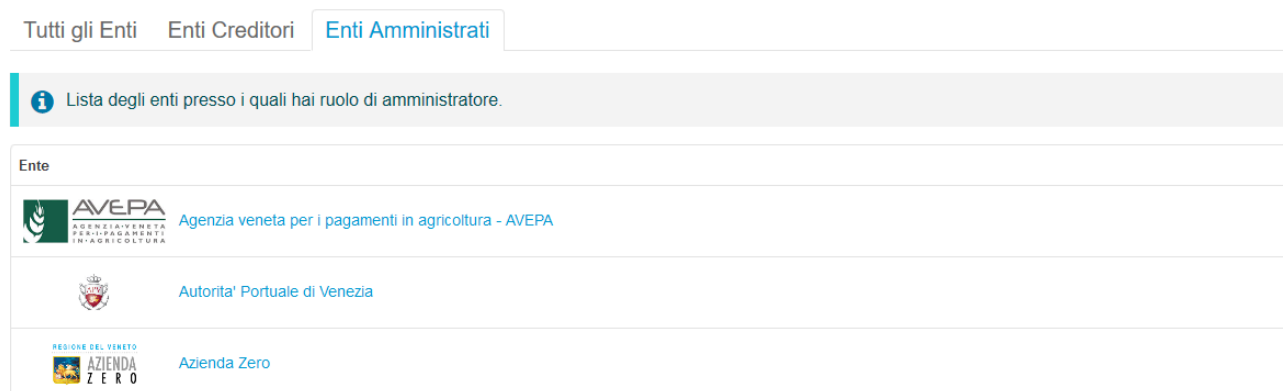 Tutti gli Enti Enti Creditori Enti Amministrati
Lista degli enti presso i quali hai ruolo di amministratore.
Ente
AVEPA
AGENZIA·VENETA
PER·I·PAGAMENTI
IN·AGRICOLTURA
Agenzia veneta per i pagamenti in agricoltura - AVEPA
Autorita' Portuale di Venezia
REGIONE DEL VENETO
AZIENDA
ZERO
Azienda Zero